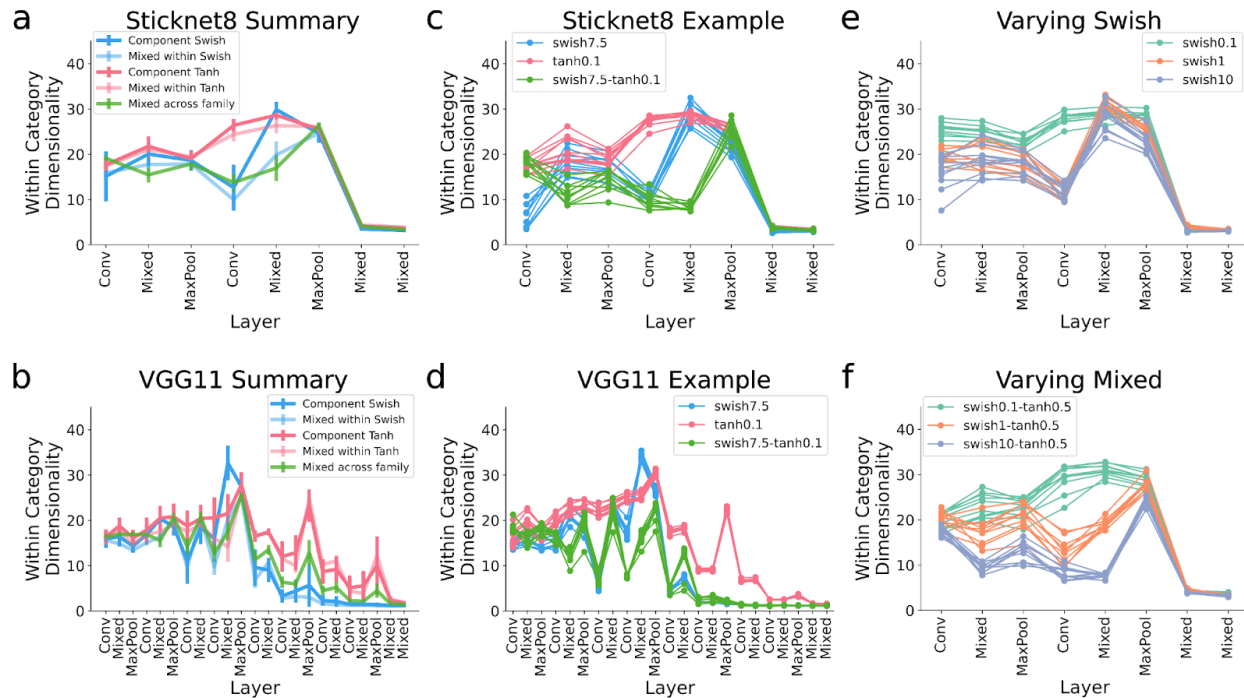 a
Sticknet8 Summary
Component Swish
Mixed within Swish
Component Tanh
Mixed within Tanh
Mixed across family
Within Category
Dimensionality
40
30
20
10
0
Conv
Mixed
MaxPool
Conv
Mixed
MaxPool
Mixed
Mixed
Layer
c
Sticknet8 Example
swish7.5
tanh0.1
swish7.5-tanh0.1
Within Category
Dimensionality
40
30
20
10
0
Conv
Mixed
MaxPool
Conv
Mixed
MaxPool
Mixed
Mixed
Layer
e
Varying Swish
swish0.1
swish1
swish10
Within Category
Dimensionality
40
30
20
10
0
Conv
Mixed
MaxPool
Conv
Mixed
MaxPool
Mixed
Mixed
Layer
b
VGG11 Summary
Component Swish
Mixed within Swish
Component Tanh
Mixed within Tanh
Mixed across family
Within Category
Dimensionality
40
30
20
10
0
Conv
Mixed
MaxPool
Conv
Mixed
MaxPool
Conv
Mixed
Conv
Mixed
MaxPool
Conv
Mixed
Conv
Mixed
MaxPool
Conv
Mixed
Conv
Mixed
MaxPool
Mixed
Mixed
Layer
d
VGG11 Example
swish7.5
tanh0.1
swish7.5-tanh0.1
Within Category
Dimensionality
40
30
20
10
0
Conv
Mixed
MaxPool
Conv
Mixed
MaxPool
Conv
Mixed
Conv
Mixed
MaxPool
Conv
Mixed
Conv
Mixed
MaxPool
Conv
Mixed
Conv
Mixed
MaxPool
Mixed
Mixed
Layer
f
Varying Mixed
swish0.1-tanh0.5
swish1-tanh0.5
swish10-tanh0.5
Within Category
Dimensionality
40
30
20
10
0
Conv
Mixed
MaxPool
Conv
Mixed
MaxPool
Mixed
Mixed
Layer